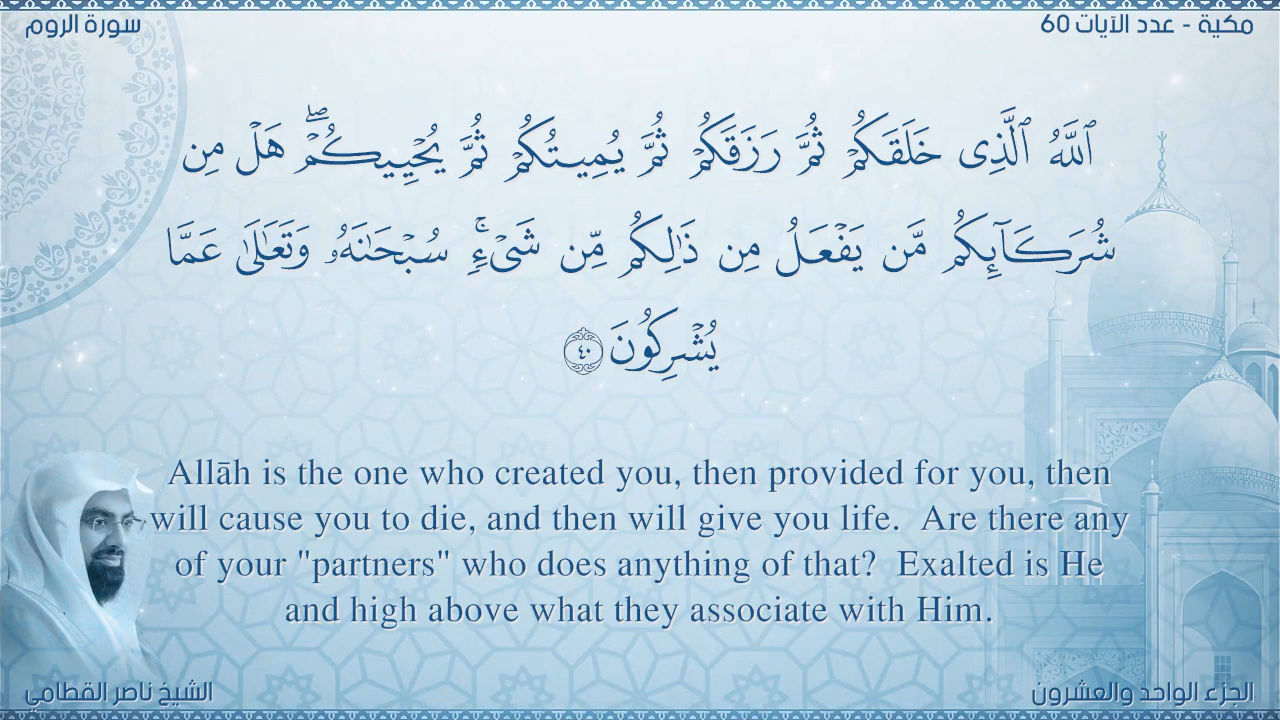 مكية - عدد الآيات 60
سورة الروم
ٱللَّهُ ٱلَّذِى خَلَقَكُمْ ثُمَّ رَزَقَكُمْ ثُمَّ يُمِيتُكُمْ ثُمَّ يُحْيِيكُمْ ۖ هَلْ مِن
شُرَكَآئِكُم مَّن يَفْعَلُ مِن ذَٰلِكُم مِّن شَىْءٍۢ ۚ سُبْحَٰنَهُۥ وَتَعَٰلَىٰ عَمَّا
يُشْرِكُونَ ٤٠
Allāh is the one who created you, then provided for you, then
will cause you to die, and then will give you life. Are there any
of your "partners" who does anything of that? Exalted is He
and high above what they associate with Him.
الجزء الواحد والعشرون
الشيخ ناصر القطامي